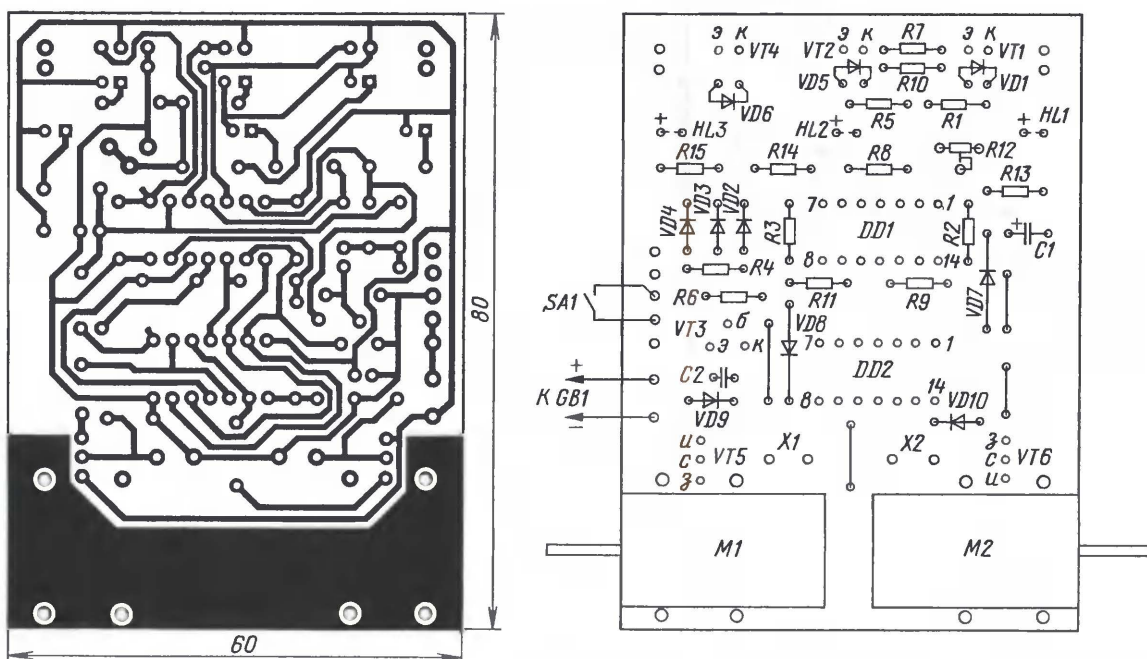 Э К VT4
Э К
VT2
R7
Э К
VT1
VD5
R10
VD1
VD6
R5
R1
+ HL3
HL2 +
+ HL1
R15
R14
R8
R12
R13
VD4
VD3
VD2
R3
7
1
DD1
R2
+
C1
8
14
R4
R6
R11
R9
VD7
SA1
VT3
б
Э К
VD8
7
1
DD2
C2
8
14
+
К GB1
–
VD9
VD10
и
с VT5
з
X1
X2
з
с VT6
и
M1
M2
80
60